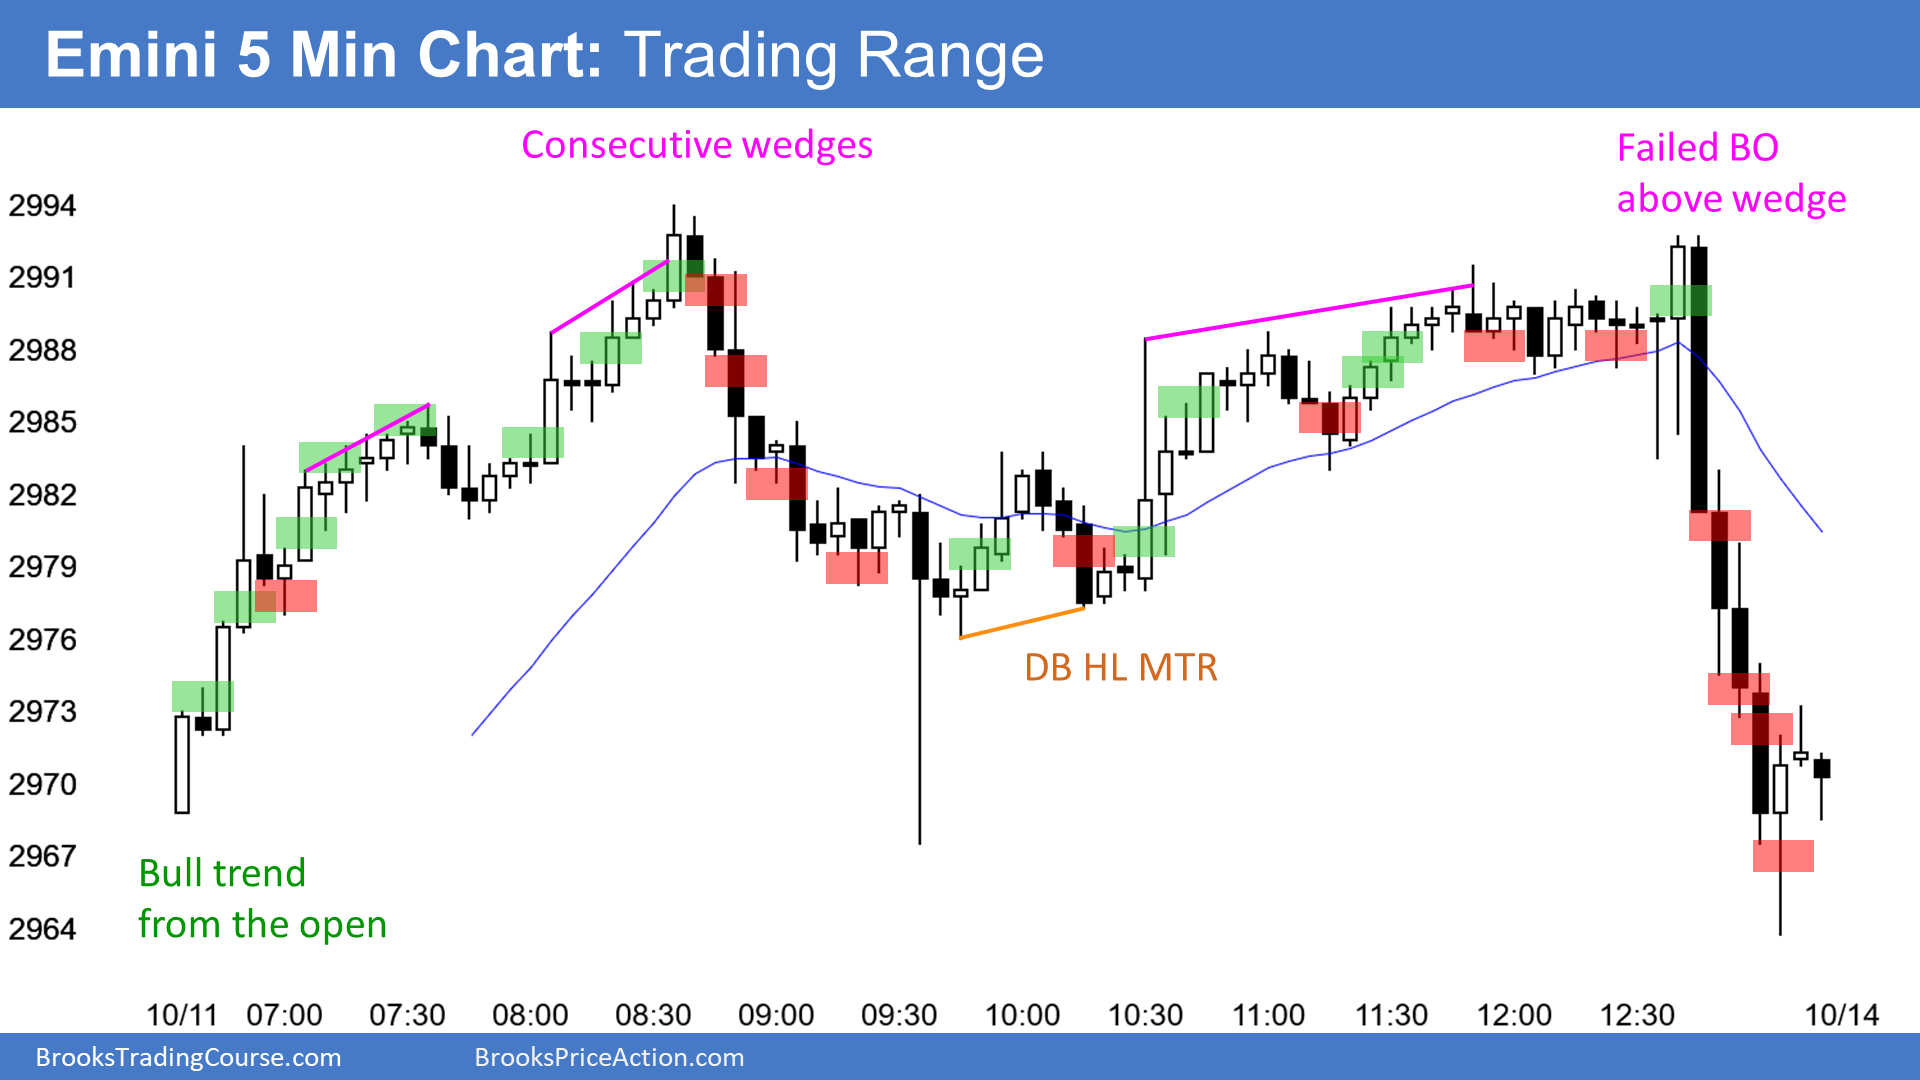 Emini 5 Min Chart: Trading Range
Consecutive wedges
Failed BO
above wedge
2994
2991
2988
2985
2982
2979
2976
2973
2970
2967
2964
DB HL MTR
Bull trend
from the open
10/11 07:00 07:30 08:00 08:30 09:00 09:30 10:00 10:30 11:00 11:30 12:00 12:30 10/14
BrooksTradingCourse.com BrooksPriceAction.com